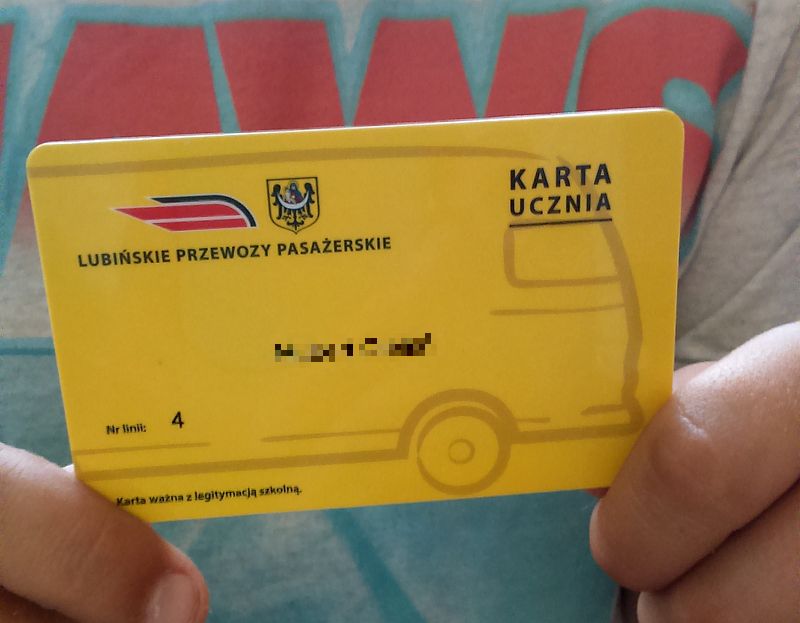 KARTA
UCZNIA
LUBIŃSKIE PRZEWOZY PASAŻERSKIE
Nr linii: 4
Karta ważna z legitymacją szkolną.